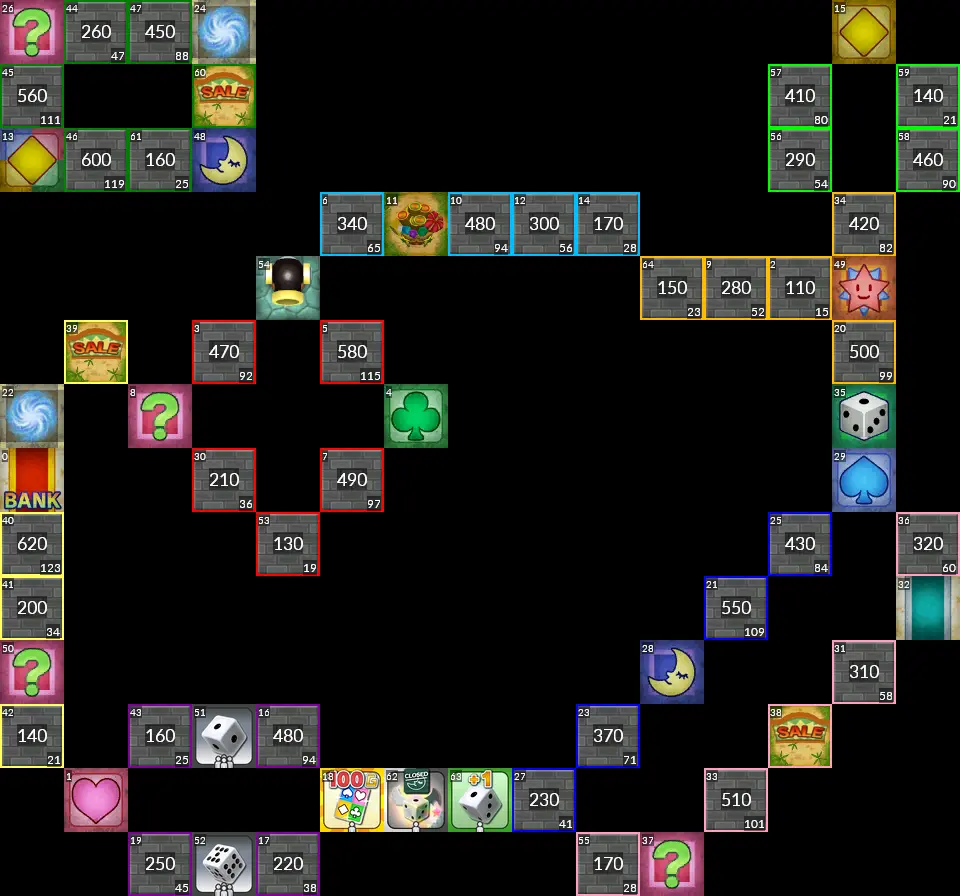 26 ? 44 260 47 47 450 88 24 15
45 560 111 60 SALE 57 410 80 59 140 21
13 46 600 119 61 160 25 48 56 290 54 58 460 90
6 340 65 11 10 480 94 12 300 56 14 170 28 34 420 82
54 64 150 23 9 280 52 2 110 15 49
39 SALE 3 470 92 5 580 115 20 500 99
22 8 ? 4 35
0 BANK 30 210 36 7 490 97 29
40 620 123 53 130 19 25 430 84 36 320 60
41 200 34 21 550 109 32
50 ? 28 31 310 58
42 140 21 43 160 25 51 16 480 94 23 370 71 38 SALE
1 18 100G 62 CLOSED 63 +1 27 230 41 33 510 101
19 250 45 52 17 220 38 55 170 28 37 ?